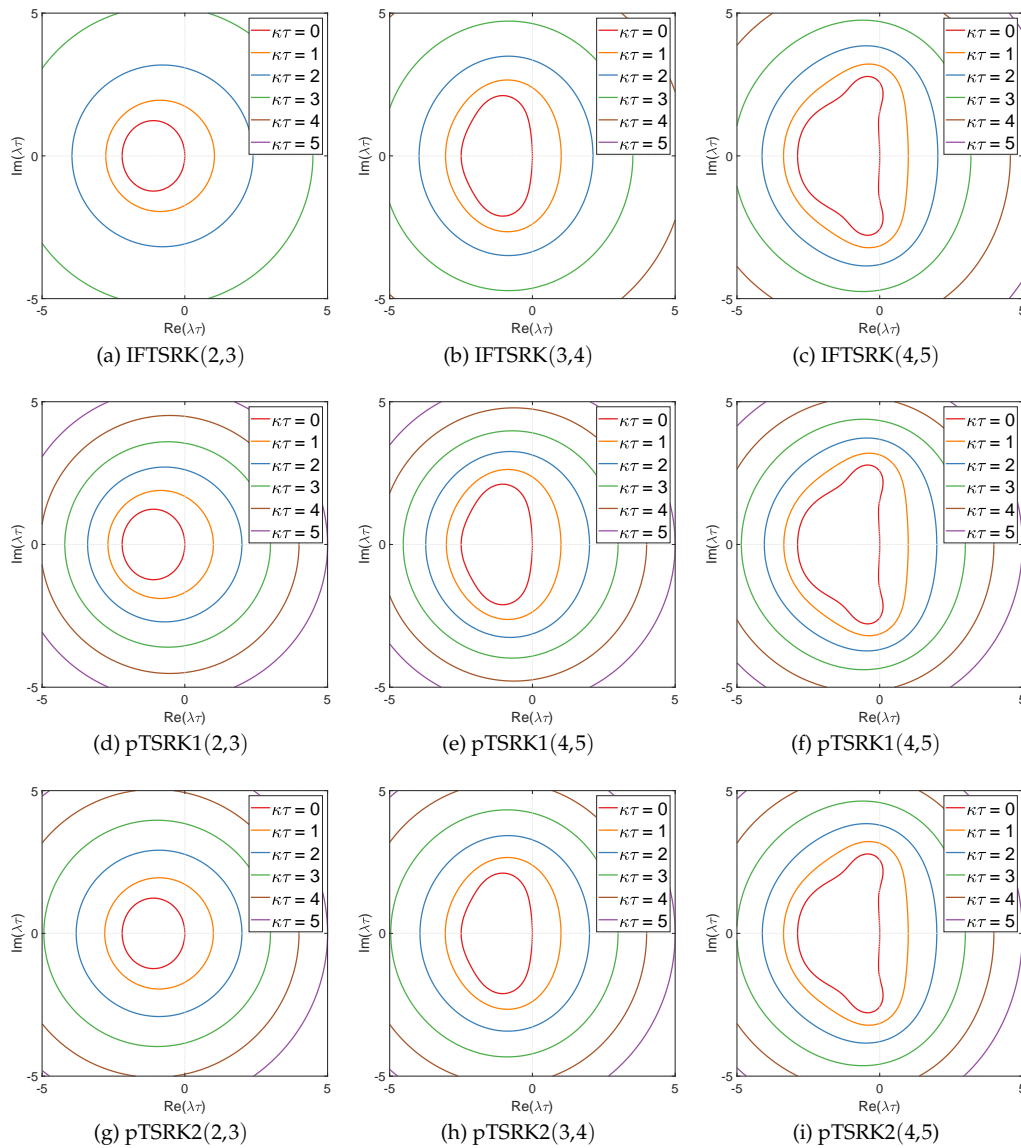 5
Im(λτ)
0
-5
-5
0
5
Re(λτ)
κτ = 0
κτ = 1
κτ = 2
κτ = 3
κτ = 4
κτ = 5
(a) IFTSRK(2,3)
5
Im(λτ)
0
-5
-5
0
5
Re(λτ)
κτ = 0
κτ = 1
κτ = 2
κτ = 3
κτ = 4
κτ = 5
(b) IFTSRK(3,4)
5
Im(λτ)
0
-5
-5
0
5
Re(λτ)
κτ = 0
κτ = 1
κτ = 2
κτ = 3
κτ = 4
κτ = 5
(c) IFTSRK(4,5)
5
Im(λτ)
0
-5
-5
0
5
Re(λτ)
κτ = 0
κτ = 1
κτ = 2
κτ = 3
κτ = 4
κτ = 5
(d) pTSRK1(2,3)
5
Im(λτ)
0
-5
-5
0
5
Re(λτ)
κτ = 0
κτ = 1
κτ = 2
κτ = 3
κτ = 4
κτ = 5
(e) pTSRK1(4,5)
5
Im(λτ)
0
-5
-5
0
5
Re(λτ)
κτ = 0
κτ = 1
κτ = 2
κτ = 3
κτ = 4
κτ = 5
(f) pTSRK1(4,5)
5
Im(λτ)
0
-5
-5
0
5
Re(λτ)
κτ = 0
κτ = 1
κτ = 2
κτ = 3
κτ = 4
κτ = 5
(g) pTSRK2(2,3)
5
Im(λτ)
0
-5
-5
0
5
Re(λτ)
κτ = 0
κτ = 1
κτ = 2
κτ = 3
κτ = 4
κτ = 5
(h) pTSRK2(3,4)
5
Im(λτ)
0
-5
-5
0
5
Re(λτ)
κτ = 0
κτ = 1
κτ = 2
κτ = 3
κτ = 4
κτ = 5
(i) pTSRK2(4,5)